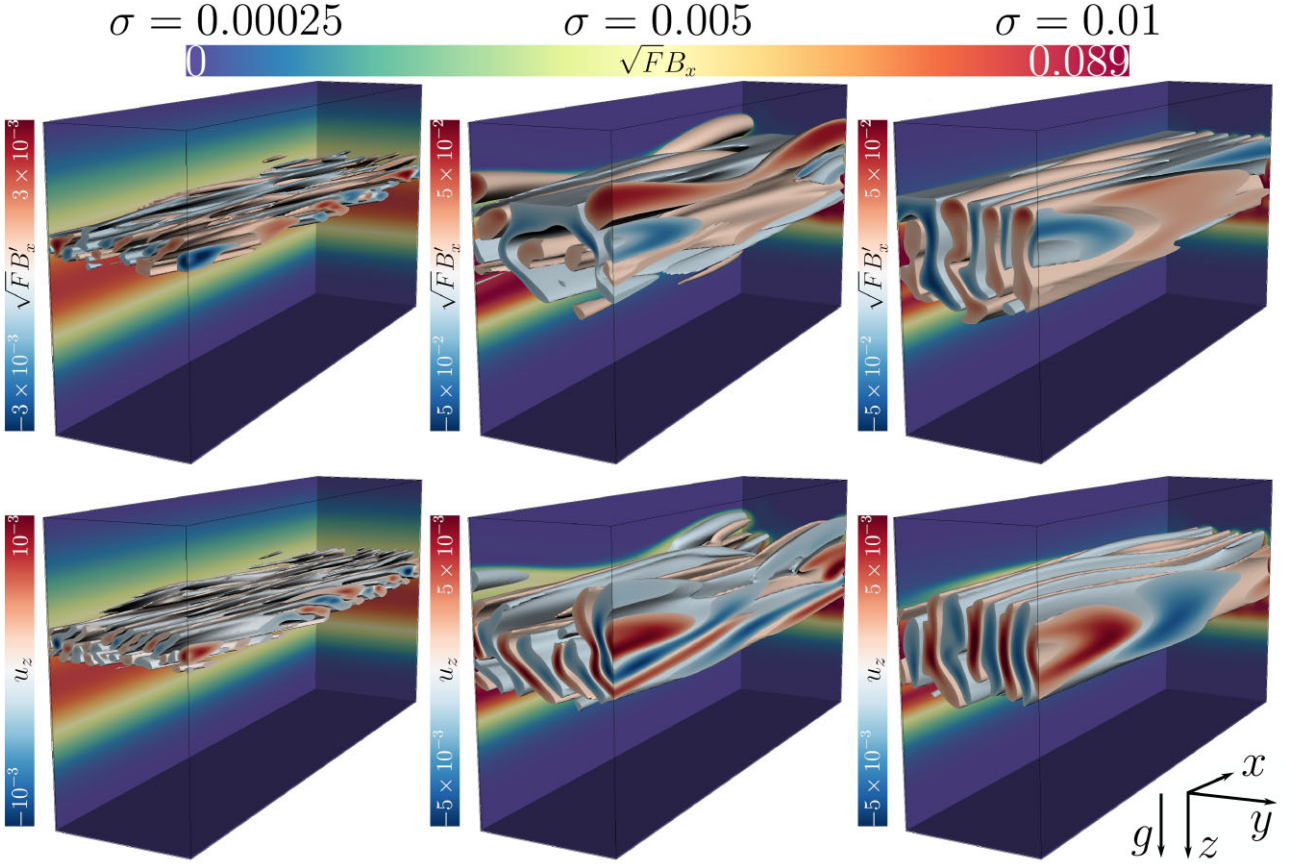 σ = 0.00025 σ = 0.005 σ = 0.01
0 √F B_x 0.089
−3 × 10⁻³ √F B′_x 3 × 10⁻³
−5 × 10⁻² √F B′_x 5 × 10⁻²
−5 × 10⁻² √F B′_x 5 × 10⁻²
−10⁻³ u_z 10⁻³
−5 × 10⁻³ u_z 5 × 10⁻³
−5 × 10⁻³ u_z 5 × 10⁻³
x
y
g z